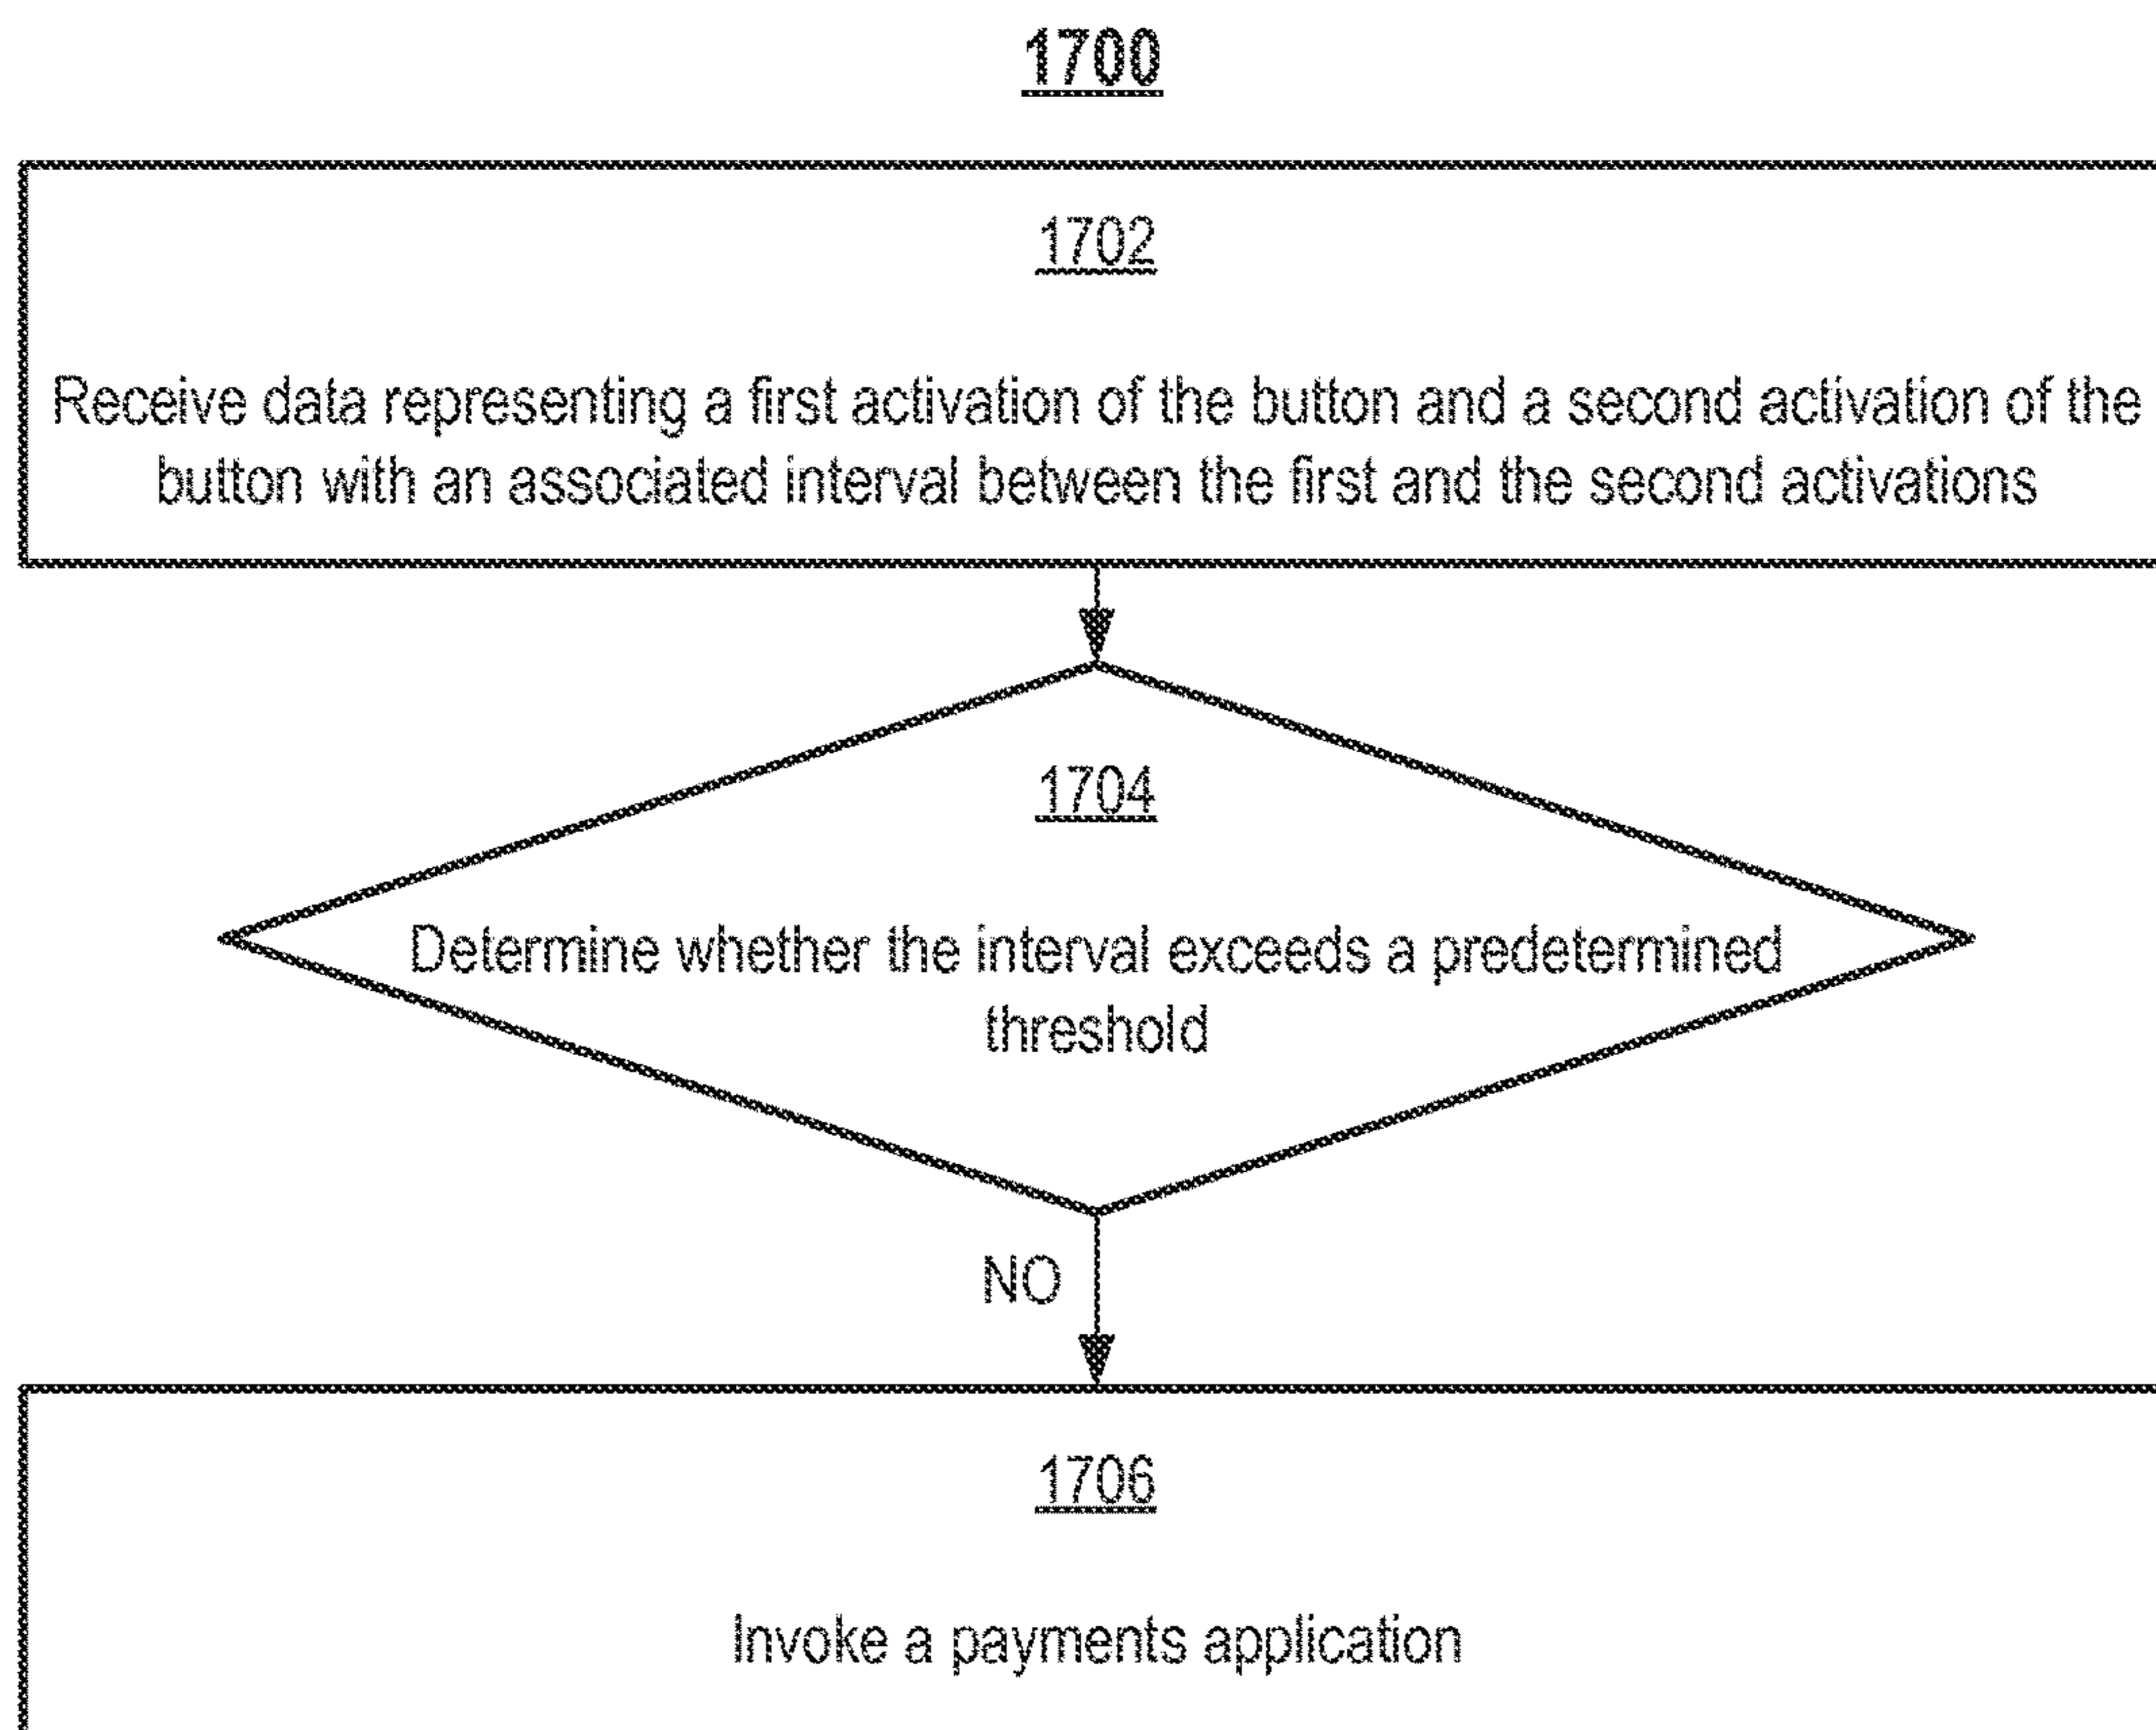 1700
1702
Receive data representing a first activation of the button and a second activation of the
button with an associated interval between the first and the second activations
1704
Determine whether the interval exceeds a predetermined
threshold
NO
1706
Invoke a payments application